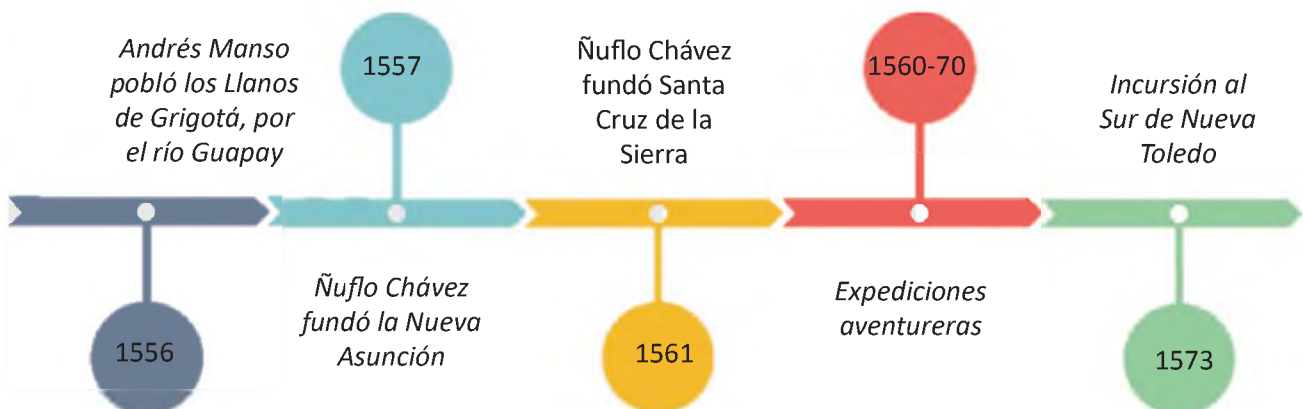 Andrés Manso
pobló los Llanos
de Grigotá, por
el río Guapay
1556
1557
Ñuflo Chávez
fundó la Nueva
Asunción
Ñuflo Chávez
fundó Santa
Cruz de la
Sierra
1561
1560-70
Expediciones
aventureras
Incursión al
Sur de Nueva
Toledo
1573